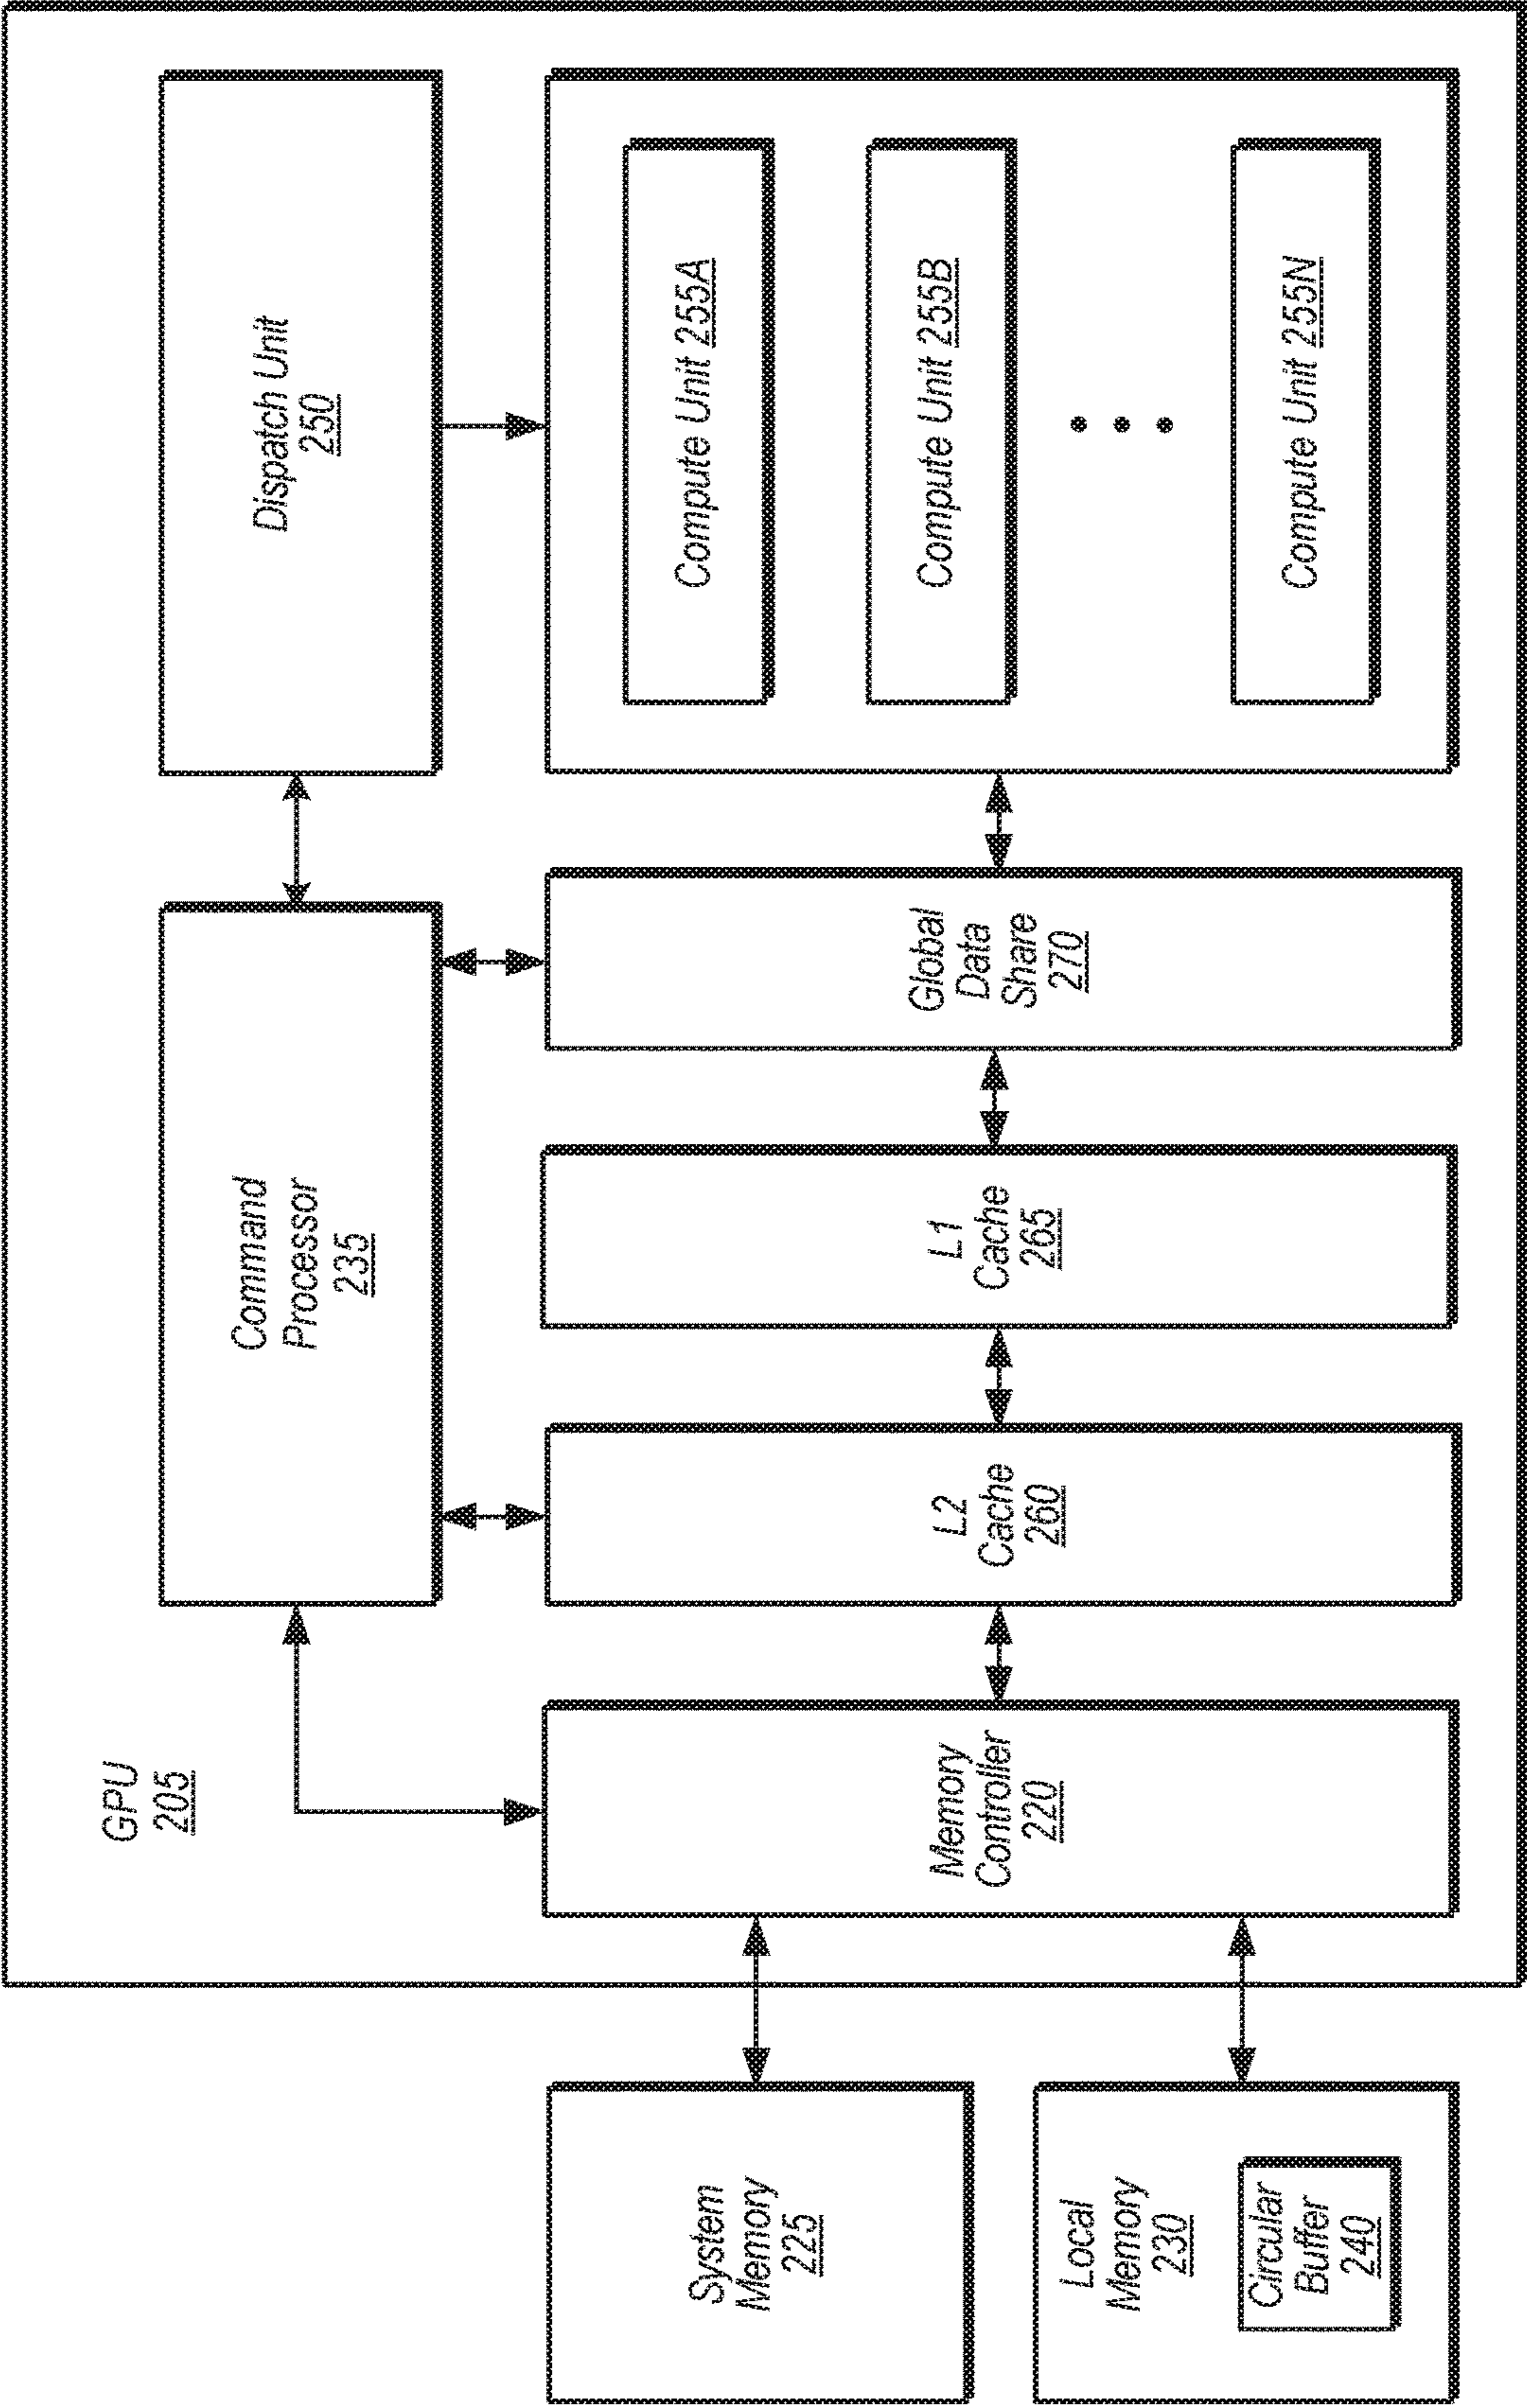 GPU
205
Command
Processor
235
Dispatch Unit
250
System
Memory
225
Local
Memory
230
Circular
Buffer
240
Memory
Controller
220
L2
Cache
260
L1
Cache
265
Global
Data
Share
270
Compute Unit 255A
Compute Unit 255B
Compute Unit 255N